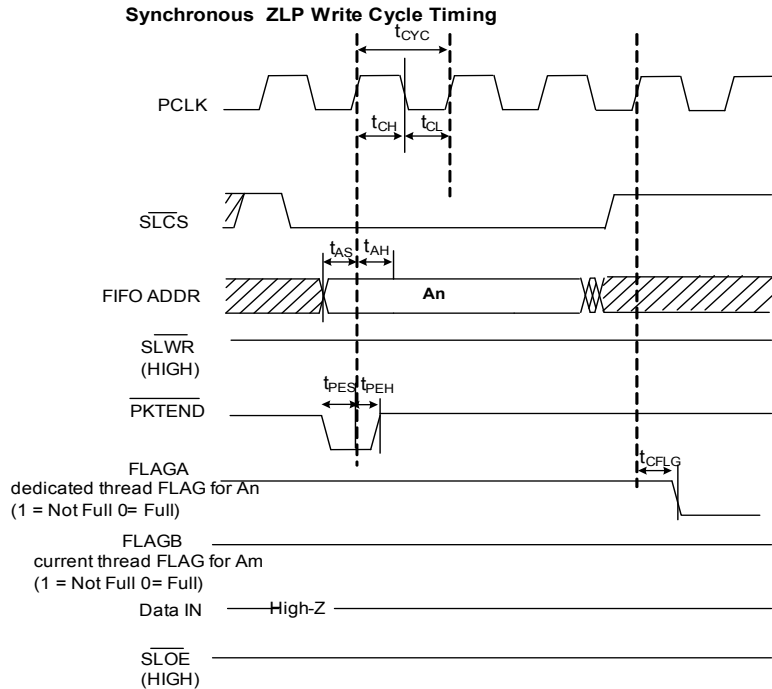 Synchronous ZLP Write Cycle Timing
tCYC
PCLK
tCH
tCL
SLCS
tAS
tAH
FIFO ADDR
An
SLWR
(HIGH)
tPES
tPEH
PKTEND
tCFLG
FLAGA
dedicated thread FLAG for An
(1 = Not Full 0= Full)
FLAGB
current thread FLAG for Am
(1 = Not Full 0= Full)
Data IN
High-Z
SLOE
(HIGH)